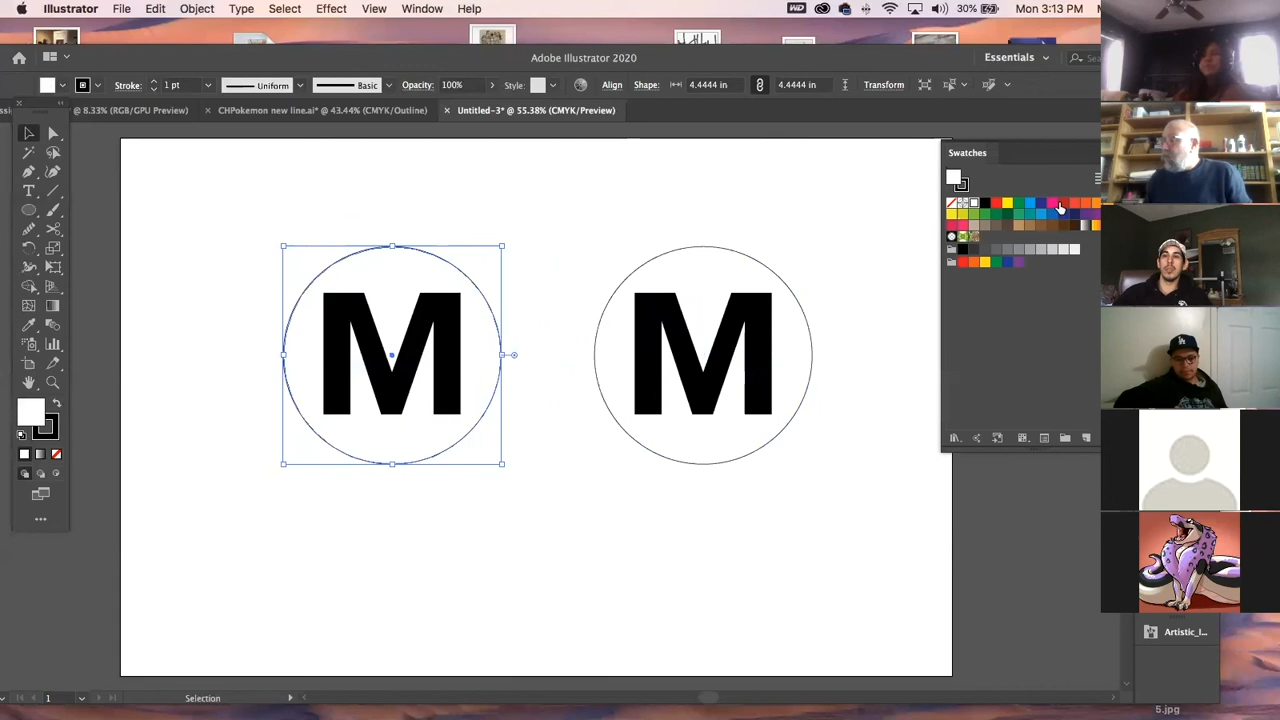 Illustrator File Edit Object Type Select Effect View Window Help
30% Mon 3:13 PM
Adobe Illustrator 2020
Essentials
Stroke: 1 pt Uniform Basic Opacity: 100% Style: Align Shape: 4.4444 in 4.4444 in Transform
@ 8.33% (RGB/GPU Preview) × CHPokemon new line.ai* @ 43.44% (CMYK/Outline) × Untitled-3* @ 55.38% (CMYK/Preview)
Swatches
M M
Artistic_I...
1 Selection
5.jpg